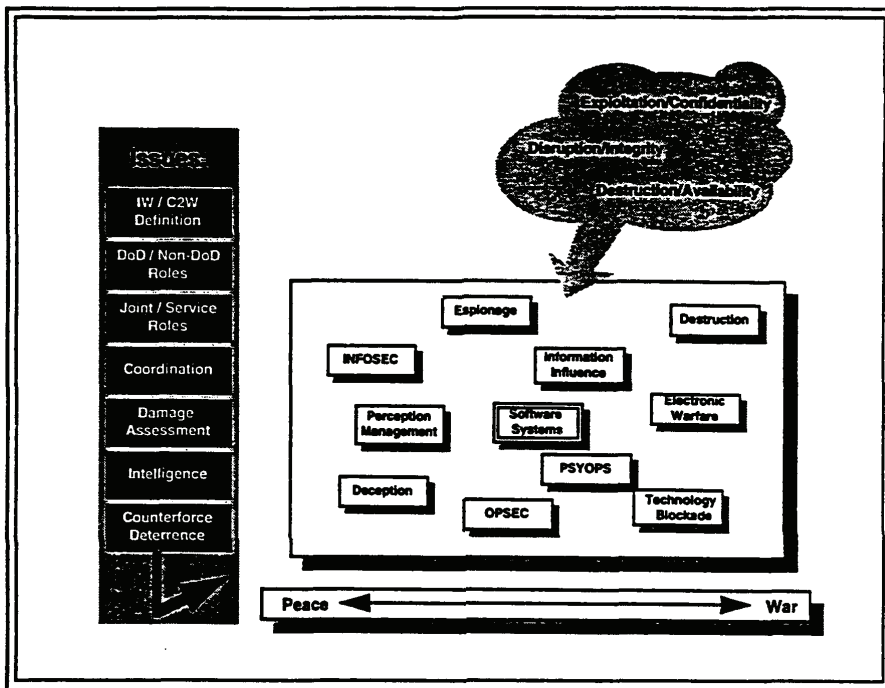 Issues:
IW / C2W
Definition
DoD / Non-DoD
Roles
Joint / Service
Roles
Coordination
Damage
Assessment
Intelligence
Counterforce
Deterrence
Exploitation/Confidentiality
Disruption/Integrity
Destruction/Availability
Espionage
Destruction
INFOSEC
Information
Influence
Electronic
Warfare
Perception
Management
Software
Systems
PSYOPS
Deception
OPSEC
Technology
Blockade
Peace
War